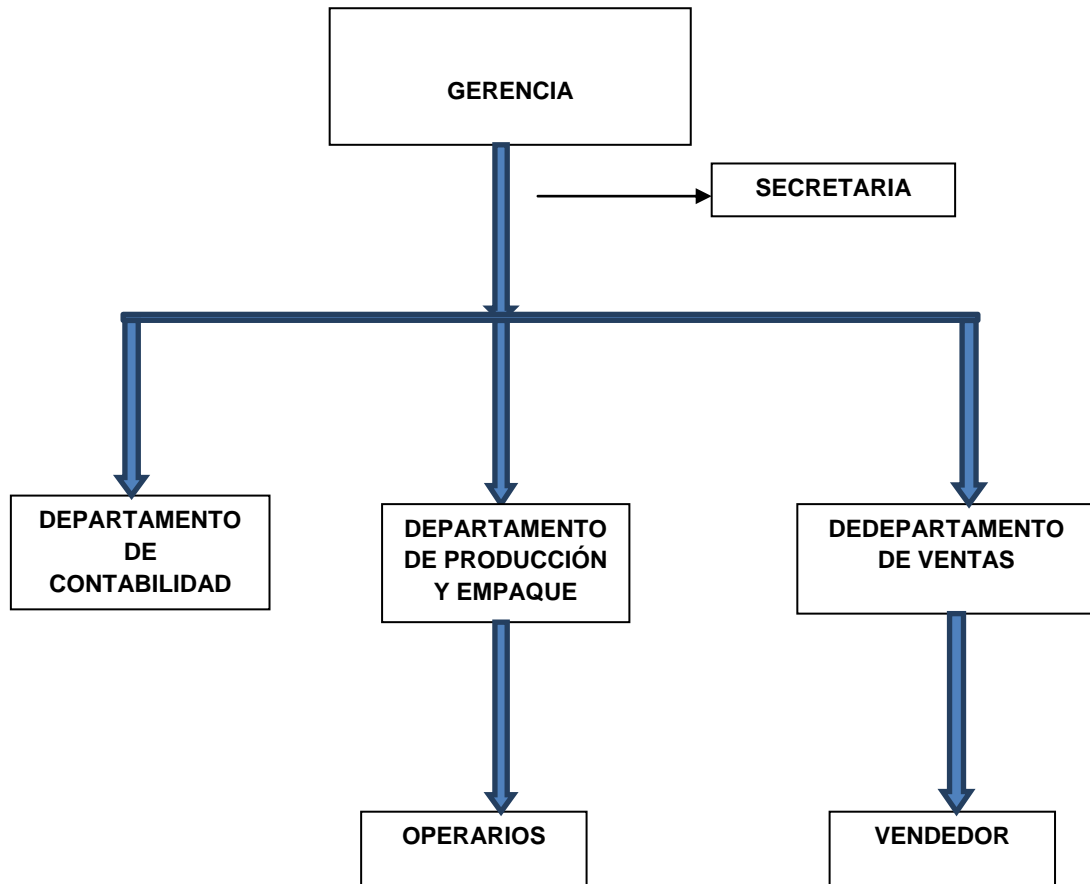 GERENCIA
SECRETARIA
DEPARTAMENTO
DE
CONTABILIDAD
DEPARTAMENTO
DE PRODUCCIÓN
Y EMPAQUE
DEDEPARTAMENTO
DE VENTAS
OPERARIOS
VENDEDOR